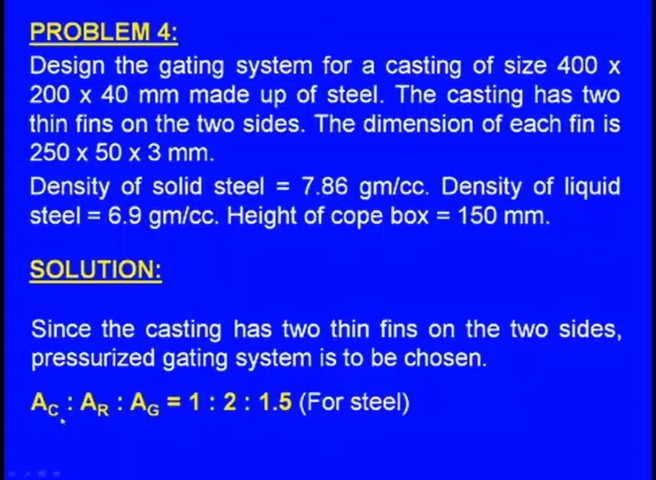 PROBLEM 4:
Design the gating system for a casting of size 400 x
200 x 40 mm made up of steel. The casting has two
thin fins on the two sides. The dimension of each fin is
250 x 50 x 3 mm.
Density of solid steel = 7.86 gm/cc. Density of liquid
steel = 6.9 gm/cc. Height of cope box = 150 mm.
SOLUTION:
Since the casting has two thin fins on the two sides,
pressurized gating system is to be chosen.
A_C : A_R : A_G = 1 : 2 : 1.5 (For steel)